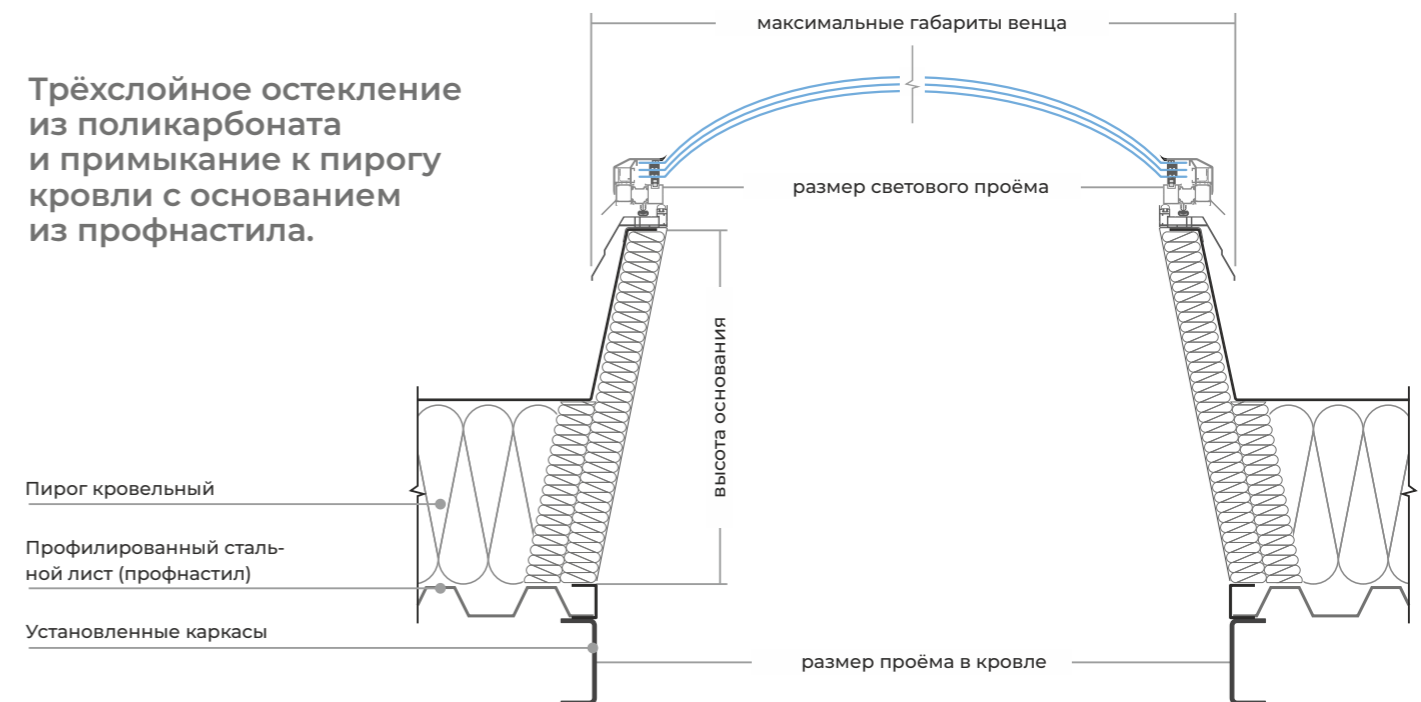 максимальные габариты венца
Трёхслойное остекление
из поликарбоната
и примыкание к пирогу
кровли с основанием
из профнастила.
размер светового проёма
высота основания
Пирог кровельный
Профилированный сталь-
ной лист (профнастил)
Установленные каркасы
размер проёма в кровле